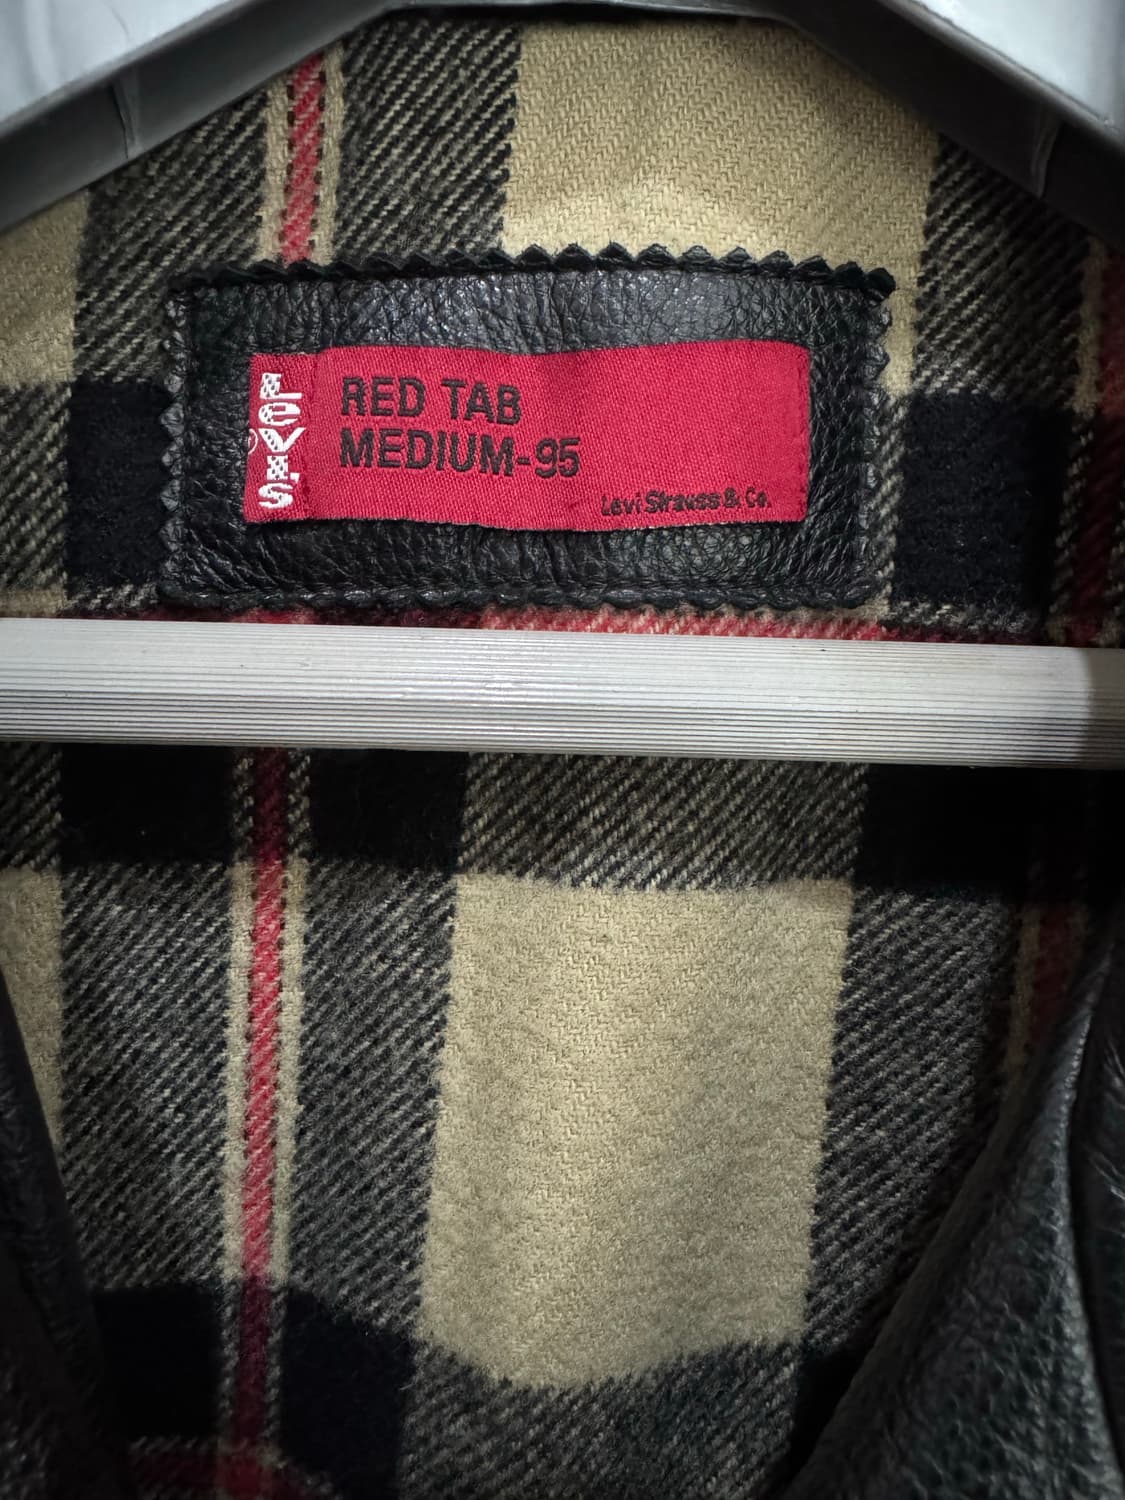 LEVI'S
®
RED TAB
MEDIUM-95
Levi Strauss & Co.